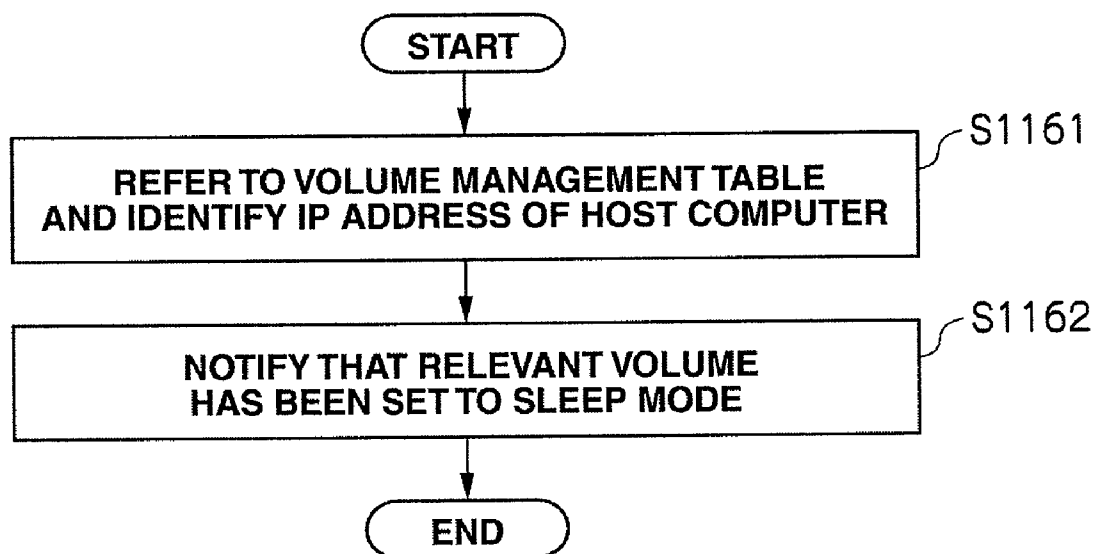 START
S1161
REFER TO VOLUME MANAGEMENT TABLE
AND IDENTIFY IP ADDRESS OF HOST COMPUTER
S1162
NOTIFY THAT RELEVANT VOLUME
HAS BEEN SET TO SLEEP MODE
END